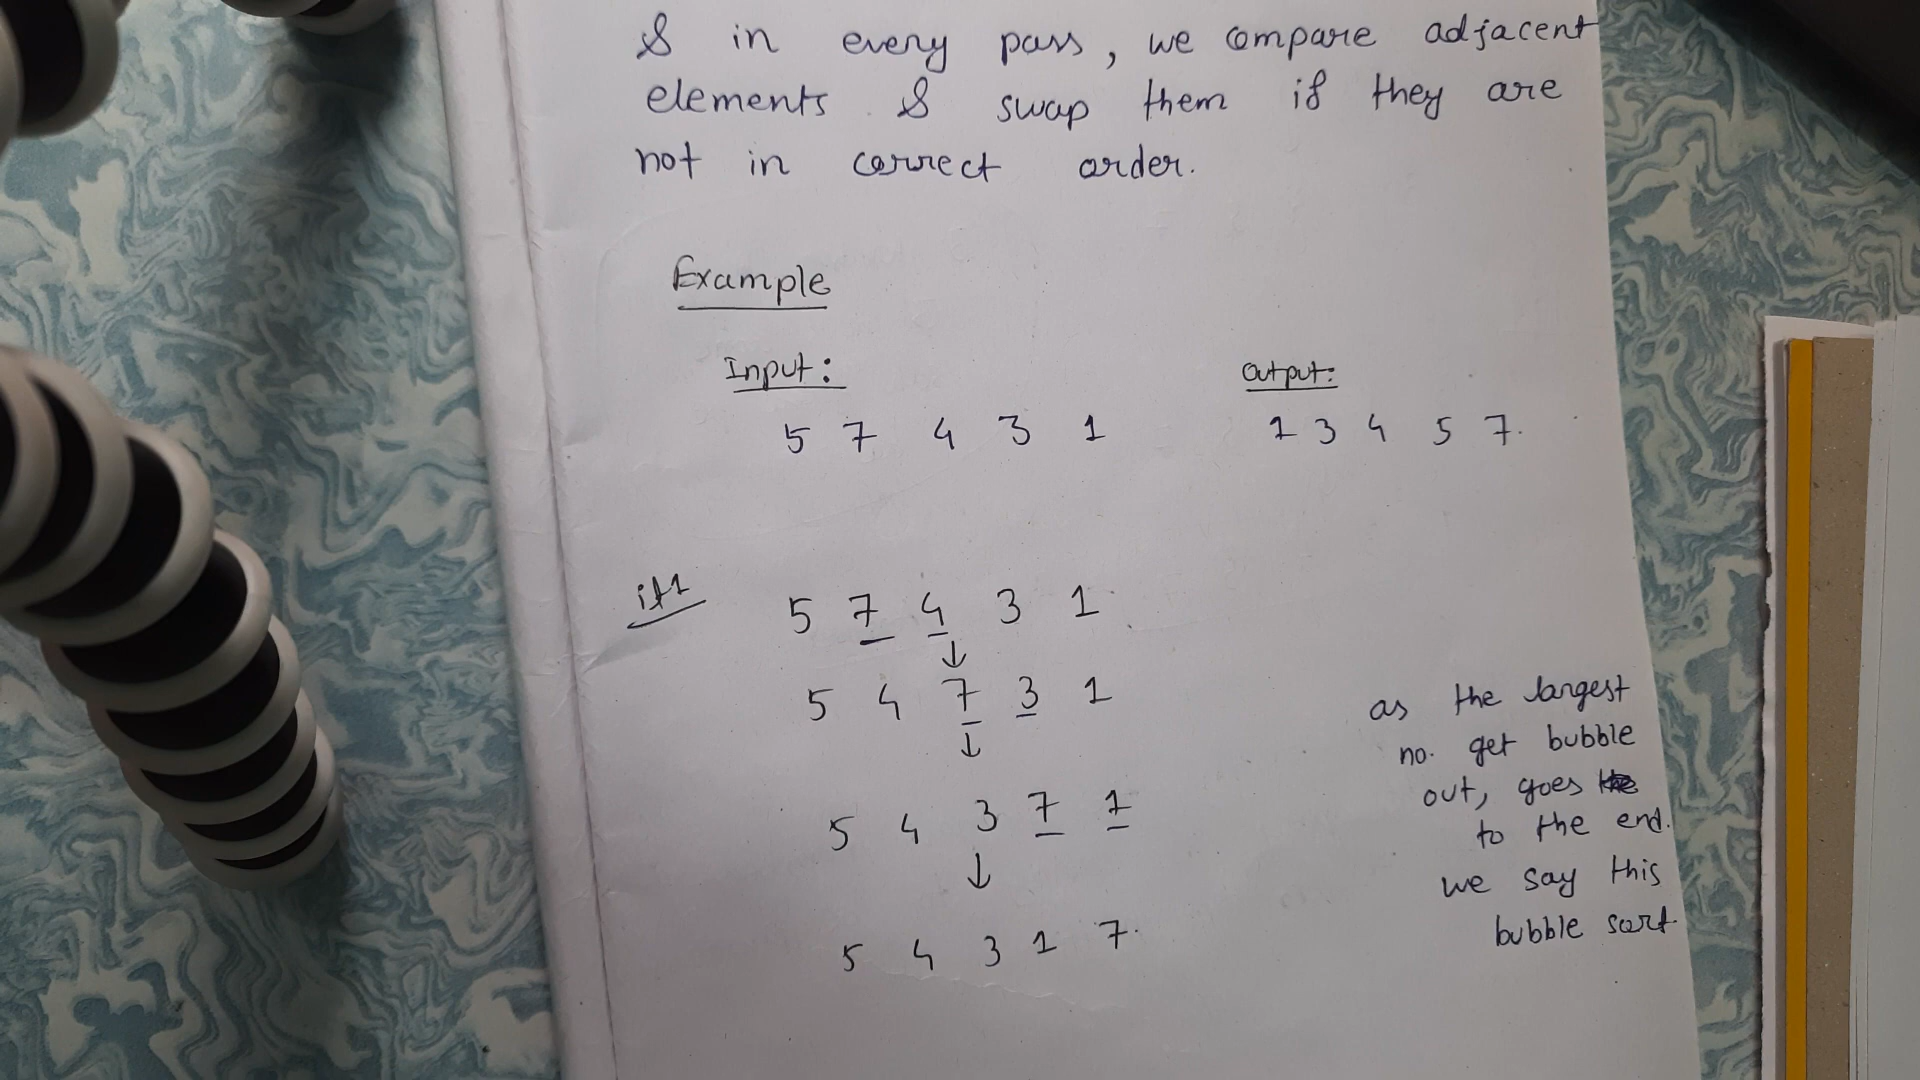 & in every pass, we compare adjacent
elements & swap them if they are
not in correct order.
Example
Input:
5 7 4 3 1
Output:
1 3 4 5 7.
it1
5 7 4 3 1
↓
5 4 7 3 1
↓
5 4 3 7 1
↓
5 4 3 1 7.
as the largest
no. get bubble
out, goes
to the end.
we say this
bubble sort.